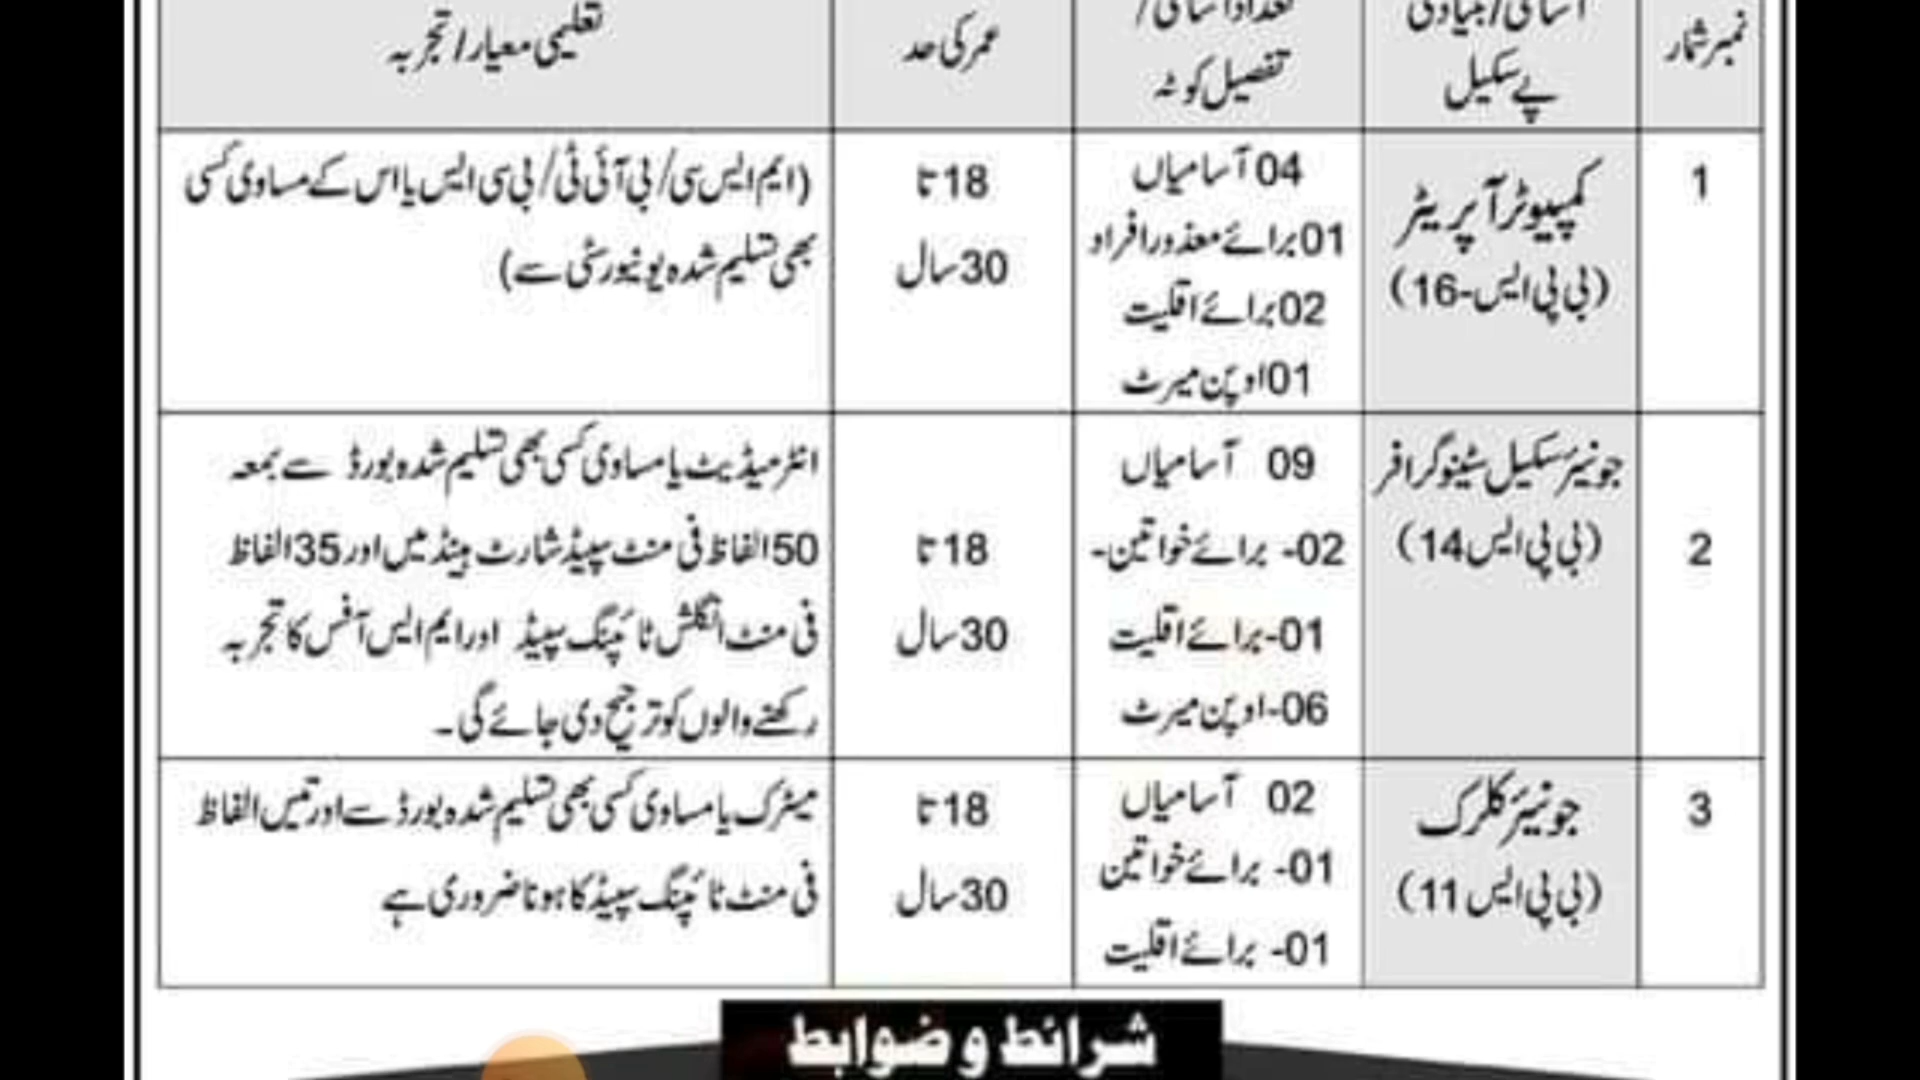 نمبر شمار
آسامی/بنیادی
پے سکیل
تعداد آسامی/
تفصیل کوٹہ
عمر کی حد
تعلیمی معیار/تجربہ
1
کمپیوٹر آپریٹر
(بی پی ایس-16)
04 آسامیاں
01 برائے معذور افراد
02 برائے اقلیت
01 اوپن میرٹ
18 تا
30 سال
(ایم ایس سی/بی آئی ٹی/بی سی ایس یا اس کے مساوی کسی
بھی تسلیم شدہ یونیورسٹی سے)
2
جونیئر سکیل سٹینوگرافر
(بی پی ایس 14)
09 آسامیاں
02- برائے خواتین-
01-برائے اقلیت
06-اوپن میرٹ
18 تا
30 سال
انٹرمیڈیٹ یا مساوی کسی بھی تسلیم شدہ بورڈ سے بمعہ
50 الفاظ فی منٹ سپیڈ شارٹ ہینڈ میں اور 35 الفاظ
فی منٹ انگلش ٹائپنگ سپیڈ اور ایم ایس آفس کا تجربہ
رکھنے والوں کو ترجیح دی جائے گی۔
3
جونیئر کلرک
(بی پی ایس 11)
02 آسامیاں
01- برائے خواتین
01- برائے اقلیت
18 تا
30 سال
میٹرک یا مساوی کسی بھی تسلیم شدہ بورڈ سے اور تیس الفاظ
فی منٹ ٹائپنگ سپیڈ کا ہونا ضروری ہے
شرائط و ضوابط